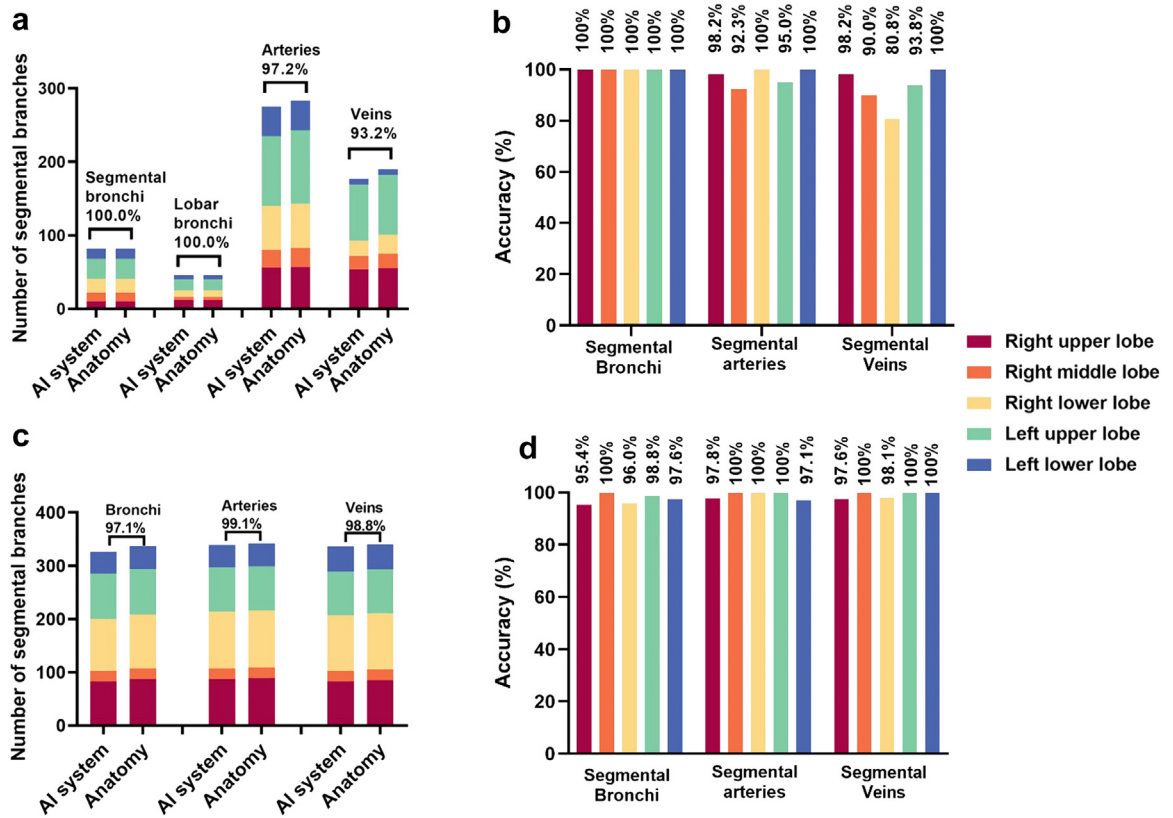 a
Number of segmental branches
300
200
100
0
Segmental
bronchi
100.0%
Lobar
bronchi
100.0%
Arteries
97.2%
Veins
93.2%
AI system
Anatomy
AI system
Anatomy
AI system
Anatomy
AI system
Anatomy
b
Accuracy (%)
100
80
60
40
20
0
100%
100%
100%
100%
100%
98.2%
92.3%
100%
95.0%
100%
98.2%
90.0%
80.8%
93.8%
100%
Segmental
Bronchi
Segmental
arteries
Segmental
Veins
Right upper lobe
Right middle lobe
Right lower lobe
Left upper lobe
Left lower lobe
c
Number of segmental branches
400
300
200
100
0
Bronchi
97.1%
Arteries
99.1%
Veins
98.8%
AI system
Anatomy
AI system
Anatomy
AI system
Anatomy
d
Accuracy (%)
100
80
60
40
20
0
95.4%
100%
96.0%
98.8%
97.6%
97.8%
100%
100%
100%
97.1%
97.6%
100%
98.1%
100%
100%
Segmental
Bronchi
Segmental
arteries
Segmental
Veins